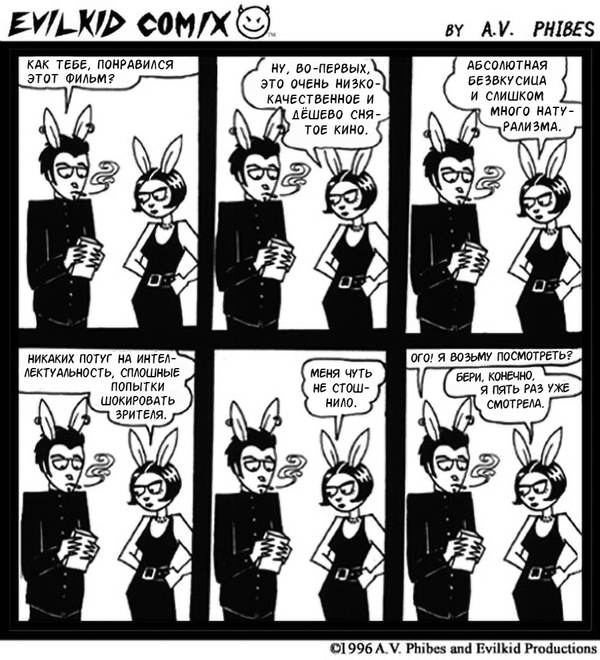 EVILKID COMIX TM BY A.V. PHIBES
КАК ТЕБЕ, ПОНРАВИЛСЯ
ЭТОТ ФИЛЬМ?
НУ, ВО-ПЕРВЫХ,
ЭТО ОЧЕНЬ НИЗКО-
КАЧЕСТВЕННОЕ И
ДЁШЕВО СНЯ-
ТОЕ КИНО.
АБСОЛЮТНАЯ
БЕЗВКУСИЦА
И СЛИШКОМ
МНОГО НАТУ-
РАЛИЗМА.
НИКАКИХ ПОТУГ НА ИНТЕЛ-
ЛЕКТУАЛЬНОСТЬ, СПЛОШНЫЕ
ПОПЫТКИ
ШОКИРОВАТЬ
ЗРИТЕЛЯ.
МЕНЯ ЧУТЬ
НЕ СТОШ-
НИЛО.
ОГО! Я ВОЗЬМУ ПОСМОТРЕТЬ?
БЕРИ, КОНЕЧНО,
Я ПЯТЬ РАЗ УЖЕ
СМОТРЕЛА.
©1996 A.V. Phibes and Evilkid Productions